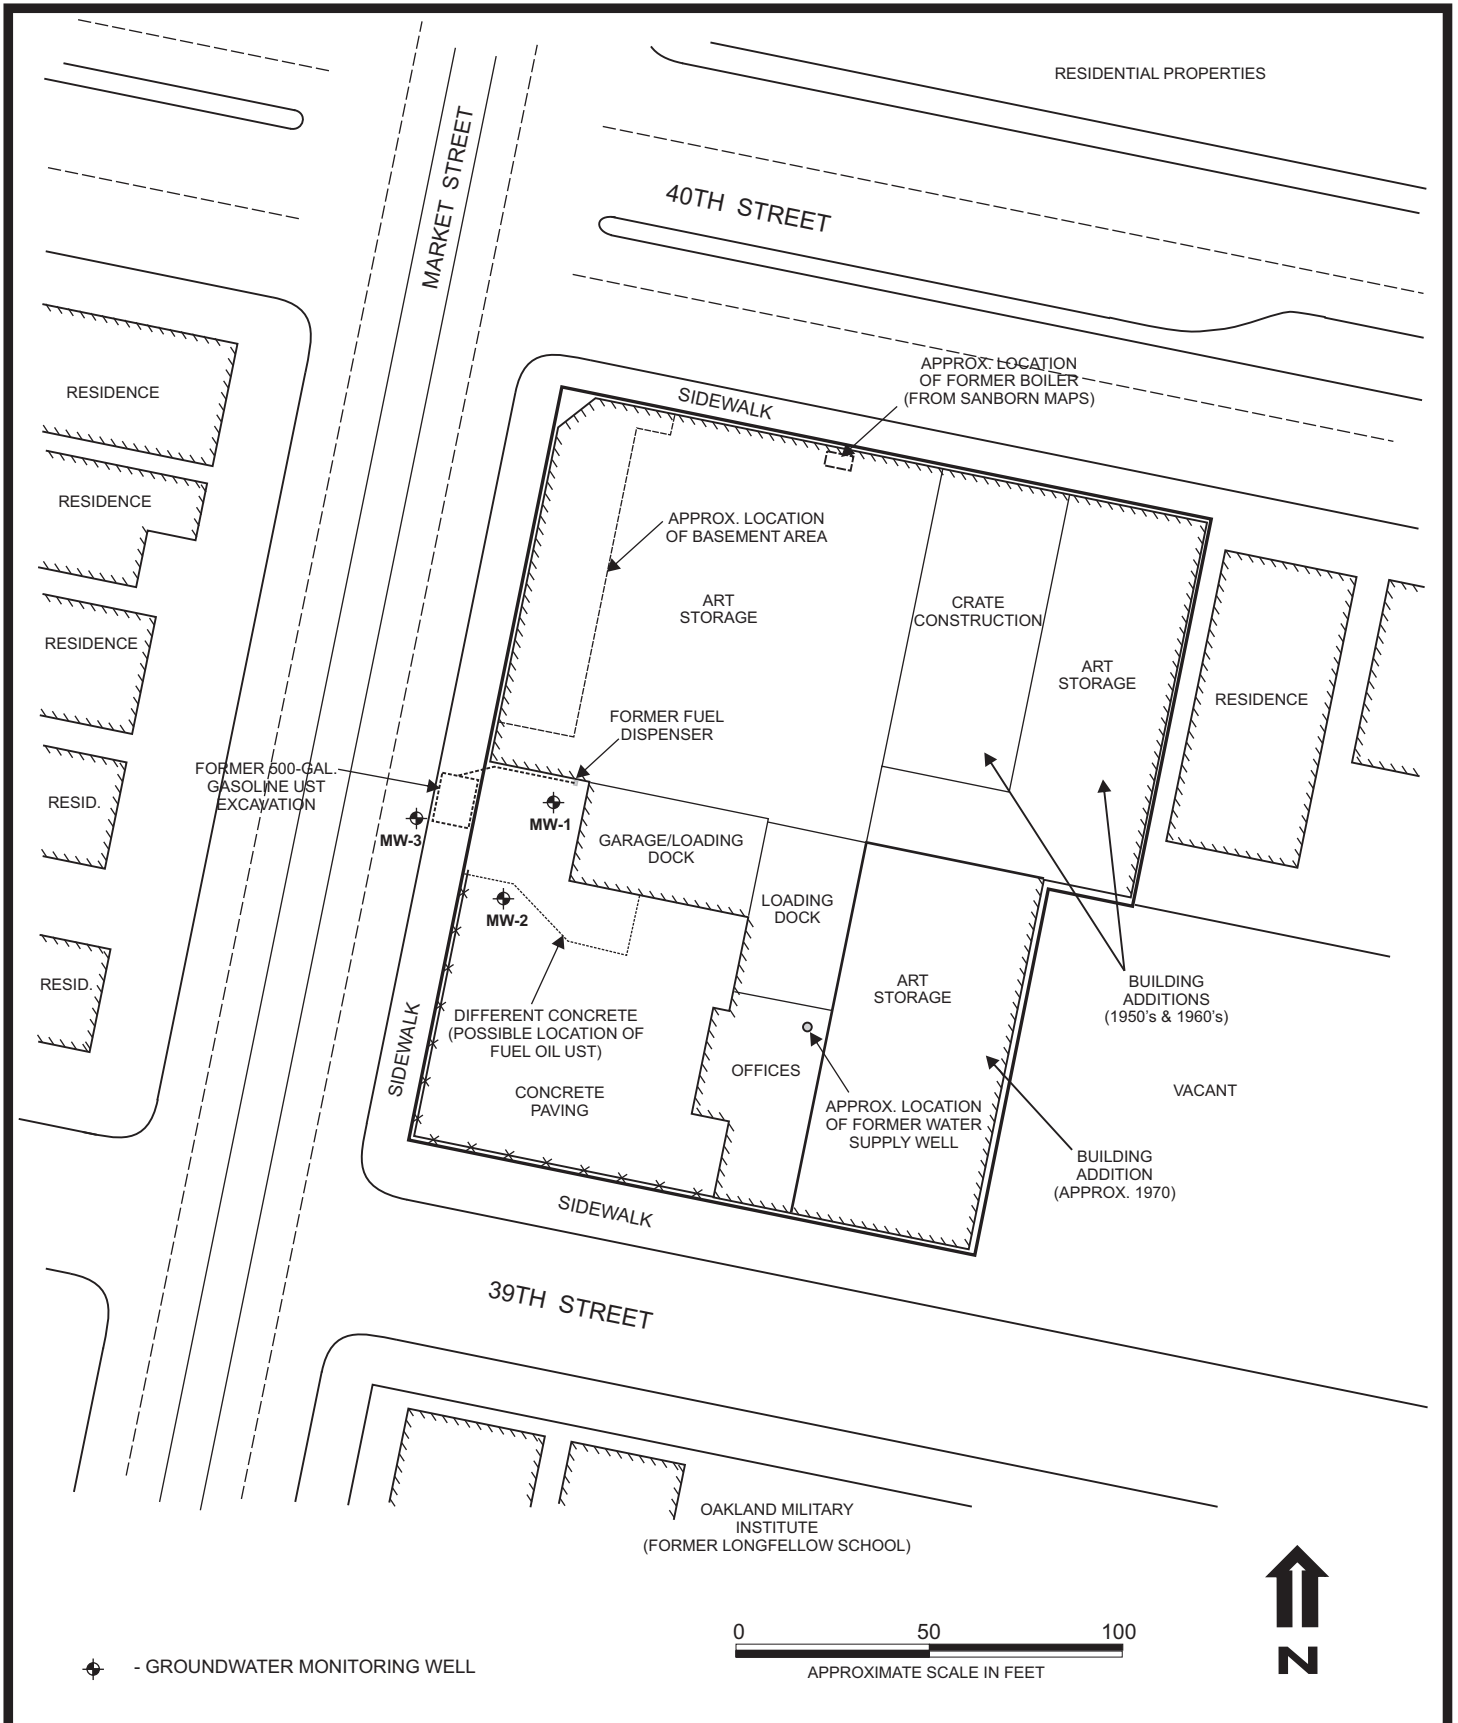 RESIDENTIAL PROPERTIES
MARKET STREET
40TH STREET
APPROX. LOCATION
OF FORMER BOILER
(FROM SANBORN MAPS)
SIDEWALK
RESIDENCE
RESIDENCE
APPROX. LOCATION
OF BASEMENT AREA
ART
STORAGE
CRATE
CONSTRUCTION
RESIDENCE
ART
STORAGE
RESIDENCE
FORMER FUEL
DISPENSER
FORMER 500-GAL.
GASOLINE UST
EXCAVATION
RESID.
MW-3
MW-1
GARAGE/LOADING
DOCK
LOADING
DOCK
MW-2
RESID.
ART
STORAGE
BUILDING
ADDITIONS
(1950's & 1960's)
DIFFERENT CONCRETE
(POSSIBLE LOCATION OF
FUEL OIL UST)
SIDEWALK
OFFICES
CONCRETE
PAVING
VACANT
APPROX. LOCATION
OF FORMER WATER
SUPPLY WELL
BUILDING
ADDITION
(APPROX. 1970)
SIDEWALK
39TH STREET
OAKLAND MILITARY
INSTITUTE
(FORMER LONGFELLOW SCHOOL)
0 50 100
APPROXIMATE SCALE IN FEET
N
- GROUNDWATER MONITORING WELL